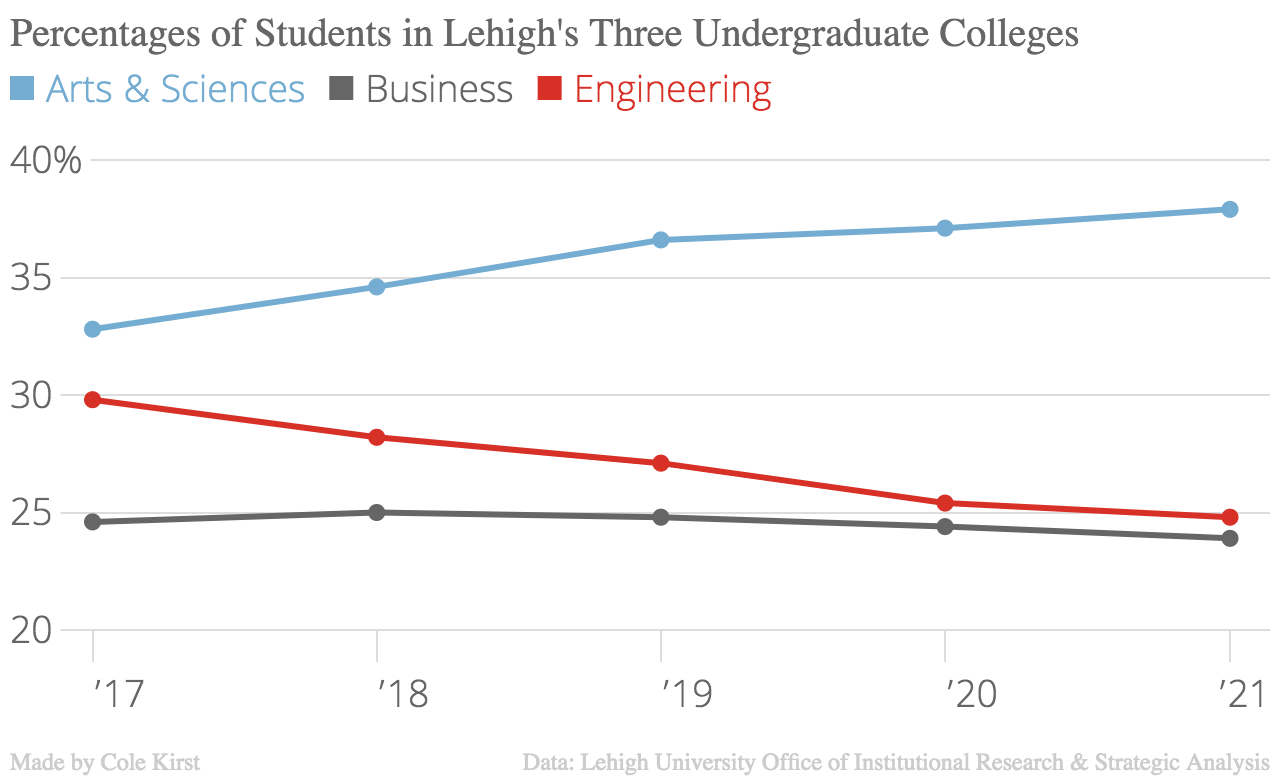 Percentages of Students in Lehigh's Three Undergraduate Colleges
Arts & Sciences Business Engineering
40%
35
30
25
20
’17 ’18 ’19 ’20 ’21
Made by Cole Kirst Data: Lehigh University Office of Institutional Research & Strategic Analysis